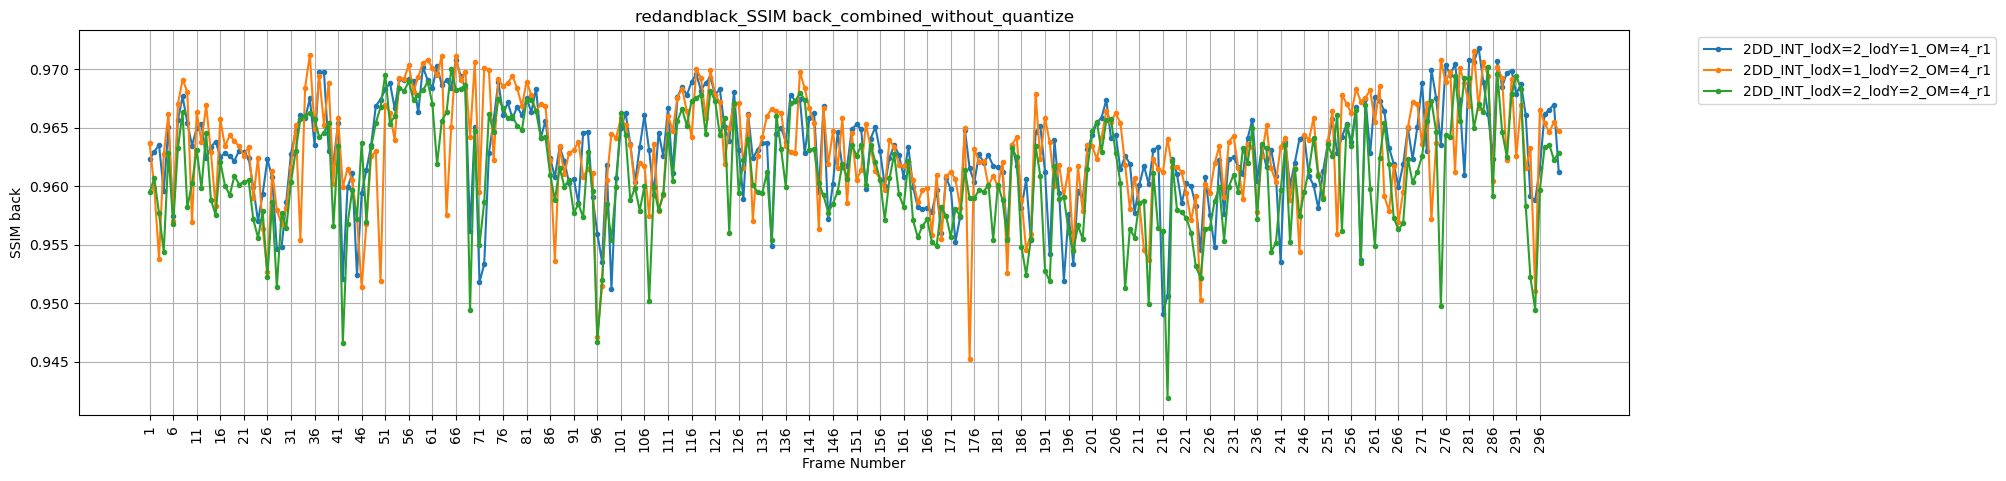 redandblack_SSIM back_combined_without_quantize
SSIM back
0.970
0.965
0.960
0.955
0.950
0.945
1 6 11 16 21 26 31 36 41 46 51 56 61 66 71 76 81 86 91 96 101 106 111 116 121 126 131 136 141 146 151 156 161 166 171 176 181 186 191 196 201 206 211 216 221 226 231 236 241 246 251 256 261 266 271 276 281 286 291 296
Frame Number
2DD_INT_lodX=2_lodY=1_OM=4_r1
2DD_INT_lodX=1_lodY=2_OM=4_r1
2DD_INT_lodX=2_lodY=2_OM=4_r1